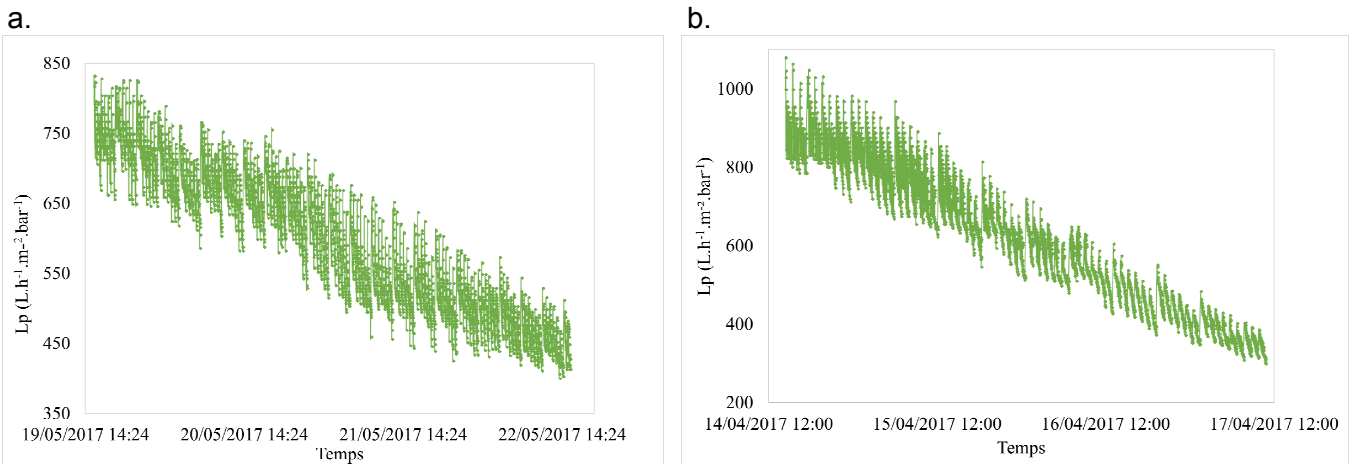 a.
850
750
650
550
450
350
Lp (L.h⁻¹.m⁻².bar⁻¹)
19/05/2017 14:24 20/05/2017 14:24 21/05/2017 14:24 22/05/2017 14:24
Temps
b.
1000
800
600
400
200
Lp (L.h⁻¹.m⁻².bar⁻¹)
14/04/2017 12:00 15/04/2017 12:00 16/04/2017 12:00 17/04/2017 12:00
Temps